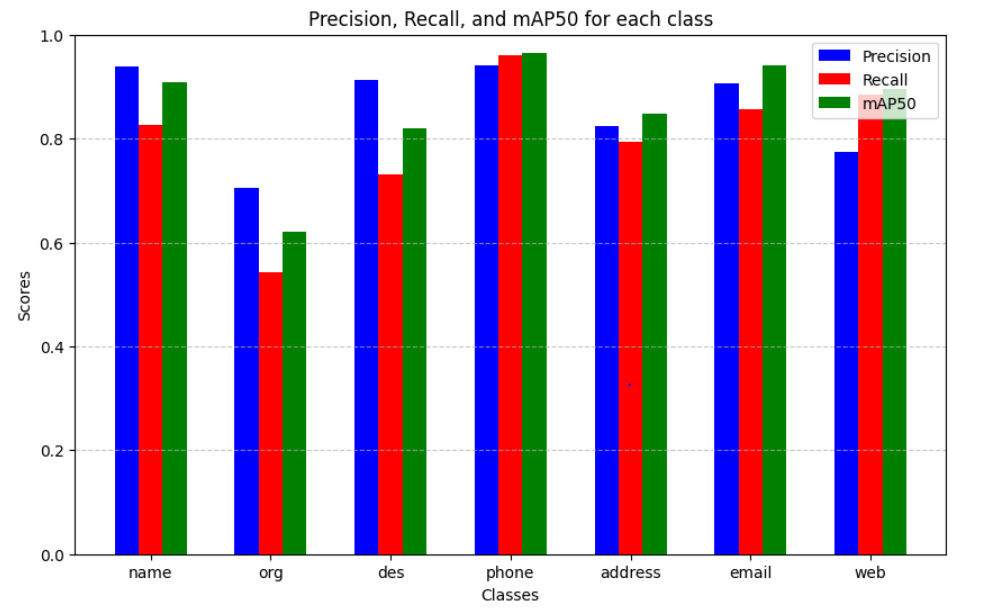 Precision, Recall, and mAP50 for each class
Precision
Recall
mAP50
1.0
0.8
0.6
0.4
0.2
0.0
Scores
name org des phone address email web
Classes